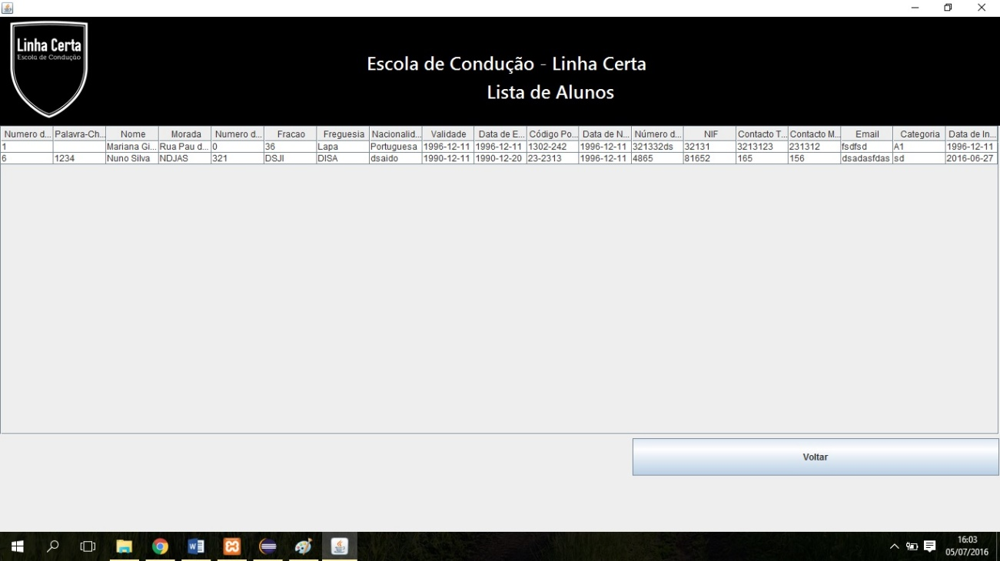 Linha Certa
Escola de Condução
Escola de Condução - Linha Certa
Lista de Alunos
Numero d... Palavra-Ch... Nome Morada Numero d... Fracao Freguesia Nacionalid... Validade Data de E... Código Po... Data de N... Número d... NIF Contacto T... Contacto M... Email Categoria Data de In...
1 Mariana Gi... Rua Pau d... 0 36 Lapa Portuguesa 1996-12-11 1996-12-11 1302-242 1996-12-11 321332ds 32131 3213123 231312 fsdfsd A1 1996-12-11
6 1234 Nuno Silva NDJAS 321 DSJI DISA dsaido 1990-12-11 1990-12-20 23-2313 1996-12-11 4865 81652 165 156 dsadasfdas sd 2016-06-27
Voltar
16:03
05/07/2016